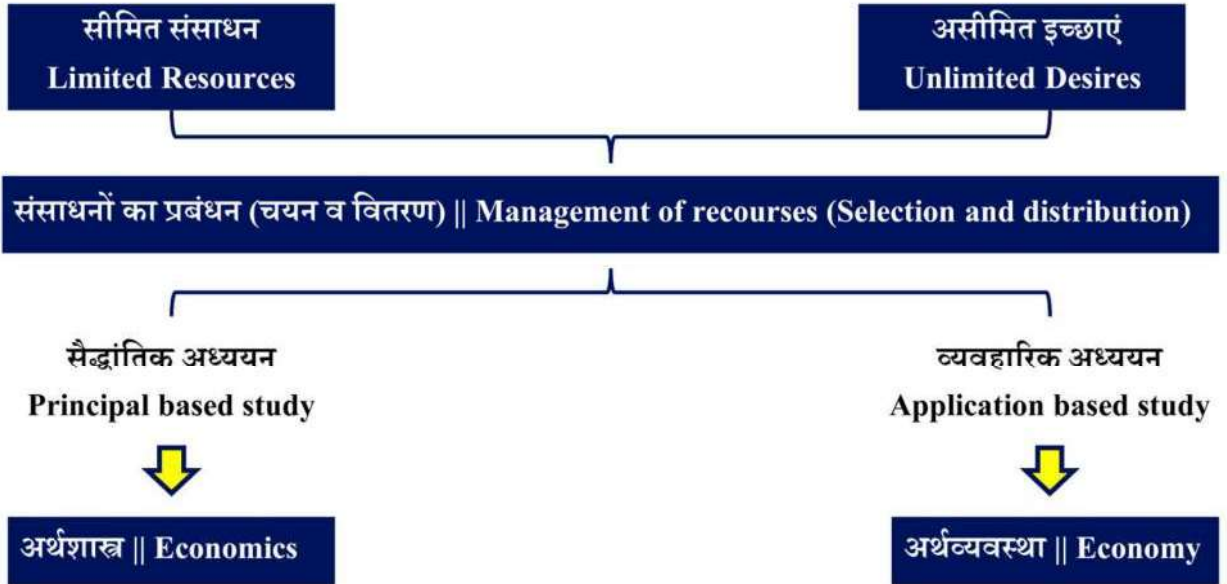 सीमित संसाधन
Limited Resources
असीमित इच्छाएं
Unlimited Desires
संसाधनों का प्रबंधन (चयन व वितरण) || Management of recourses (Selection and distribution)
सैद्धांतिक अध्ययन
Principal based study
व्यवहारिक अध्ययन
Application based study
अर्थशास्त्र || Economics
अर्थव्यवस्था || Economy